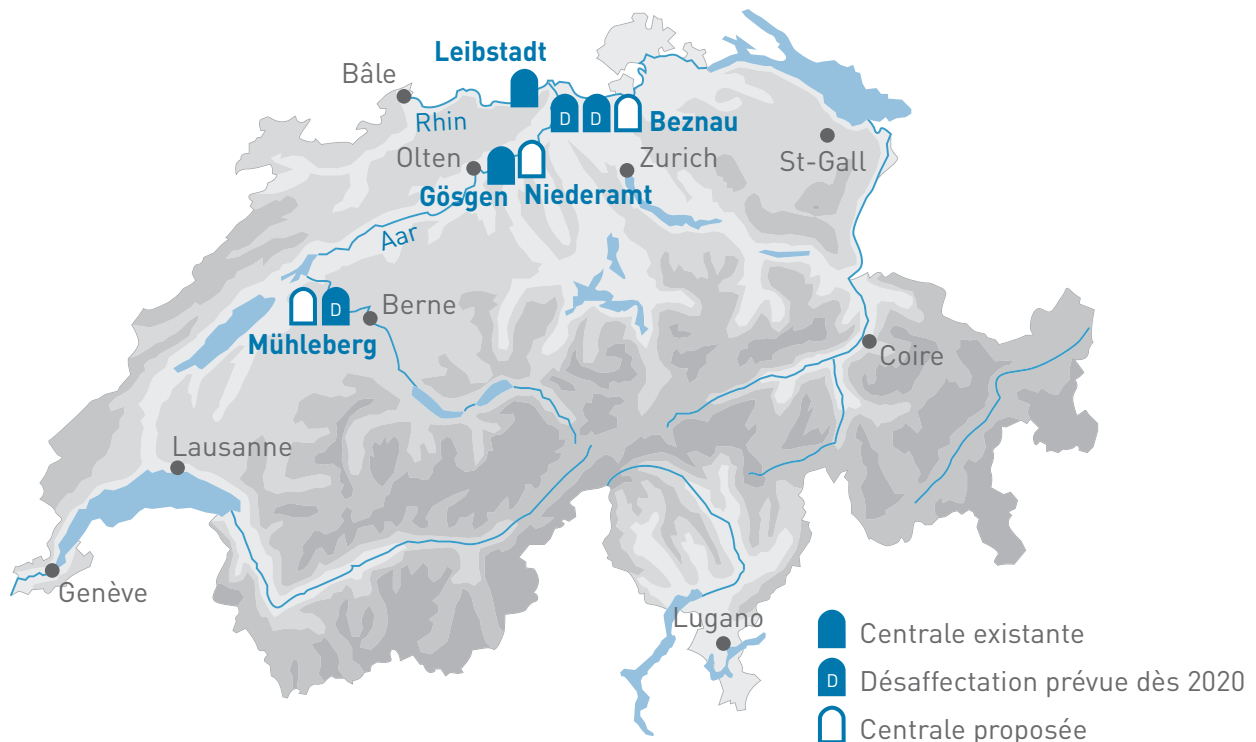 Leibstadt
Bâle
Rhin
D D
Beznau
Olten
Zurich
St-Gall
Gösgen
Niederamt
Aar
D
Berne
Mühleberg
Coire
Lausanne
Genève
Lugano
Centrale existante
D Désaffectation prévue dès 2020
Centrale proposée